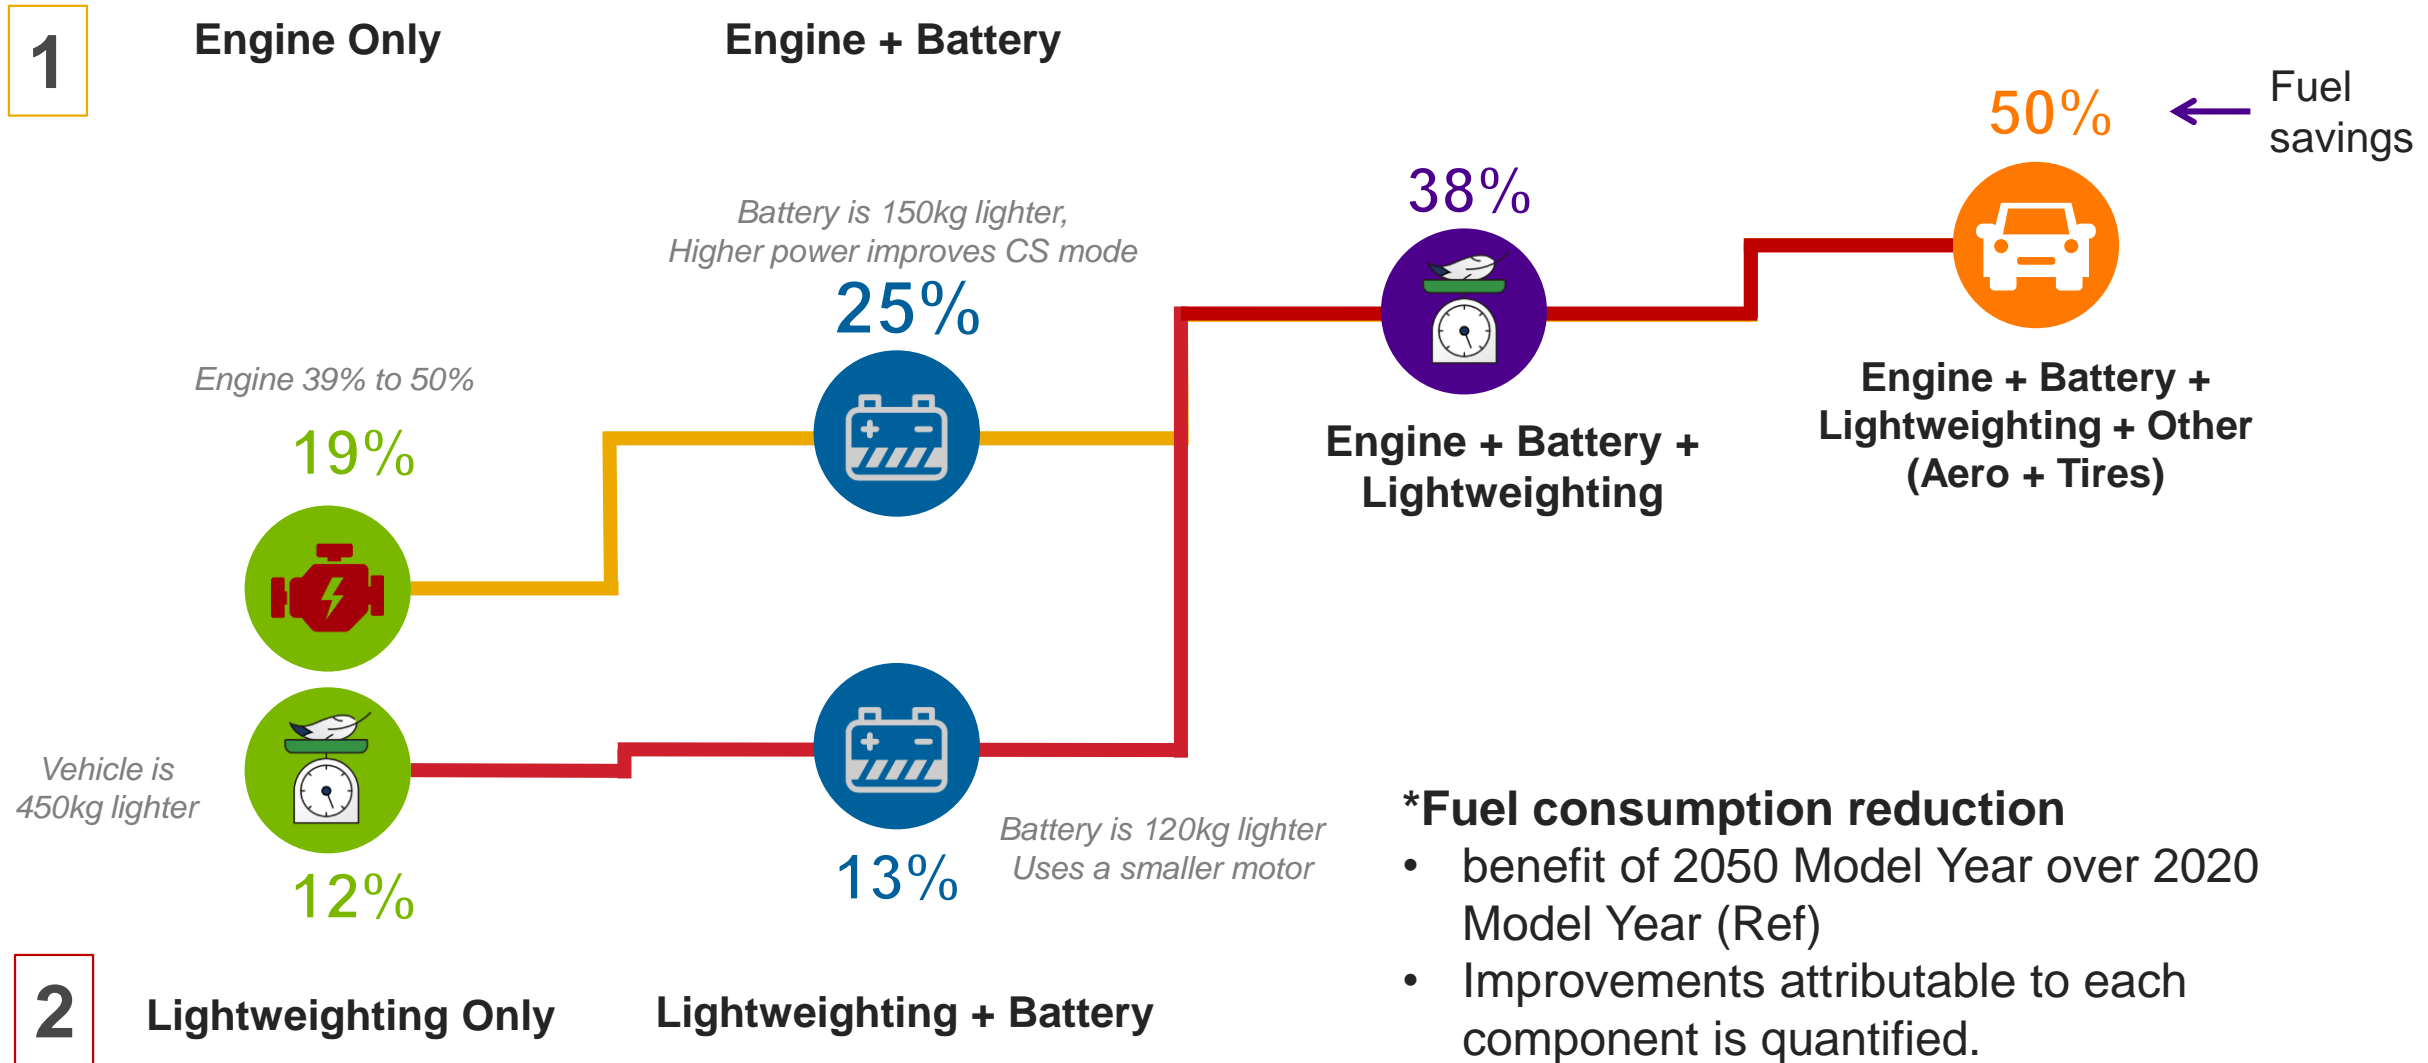 1
Engine Only
Engine + Battery
50%
Fuel
savings
38%
Battery is 150kg lighter,
Higher power improves CS mode
25%
Engine 39% to 50%
19%
Engine + Battery +
Lightweighting
Engine + Battery +
Lightweighting + Other
(Aero + Tires)
Vehicle is
450kg lighter
12%
13%
Battery is 120kg lighter
Uses a smaller motor
2
Lightweighting Only
Lightweighting + Battery
*Fuel consumption reduction
• benefit of 2050 Model Year over 2020
Model Year (Ref)
• Improvements attributable to each
component is quantified.